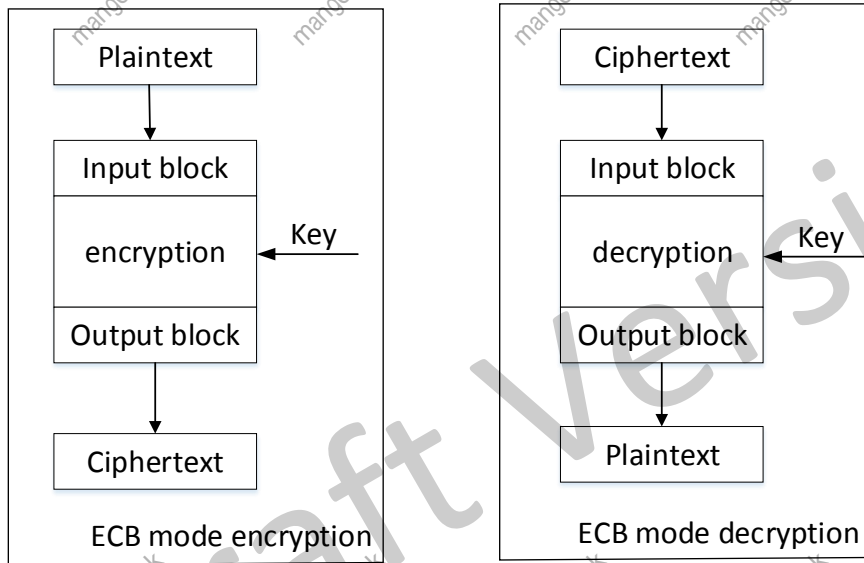 Plaintext
Input block
encryption
Key
Output block
Ciphertext
ECB mode encryption
Ciphertext
Input block
decryption
Key
Output block
Plaintext
ECB mode decryption